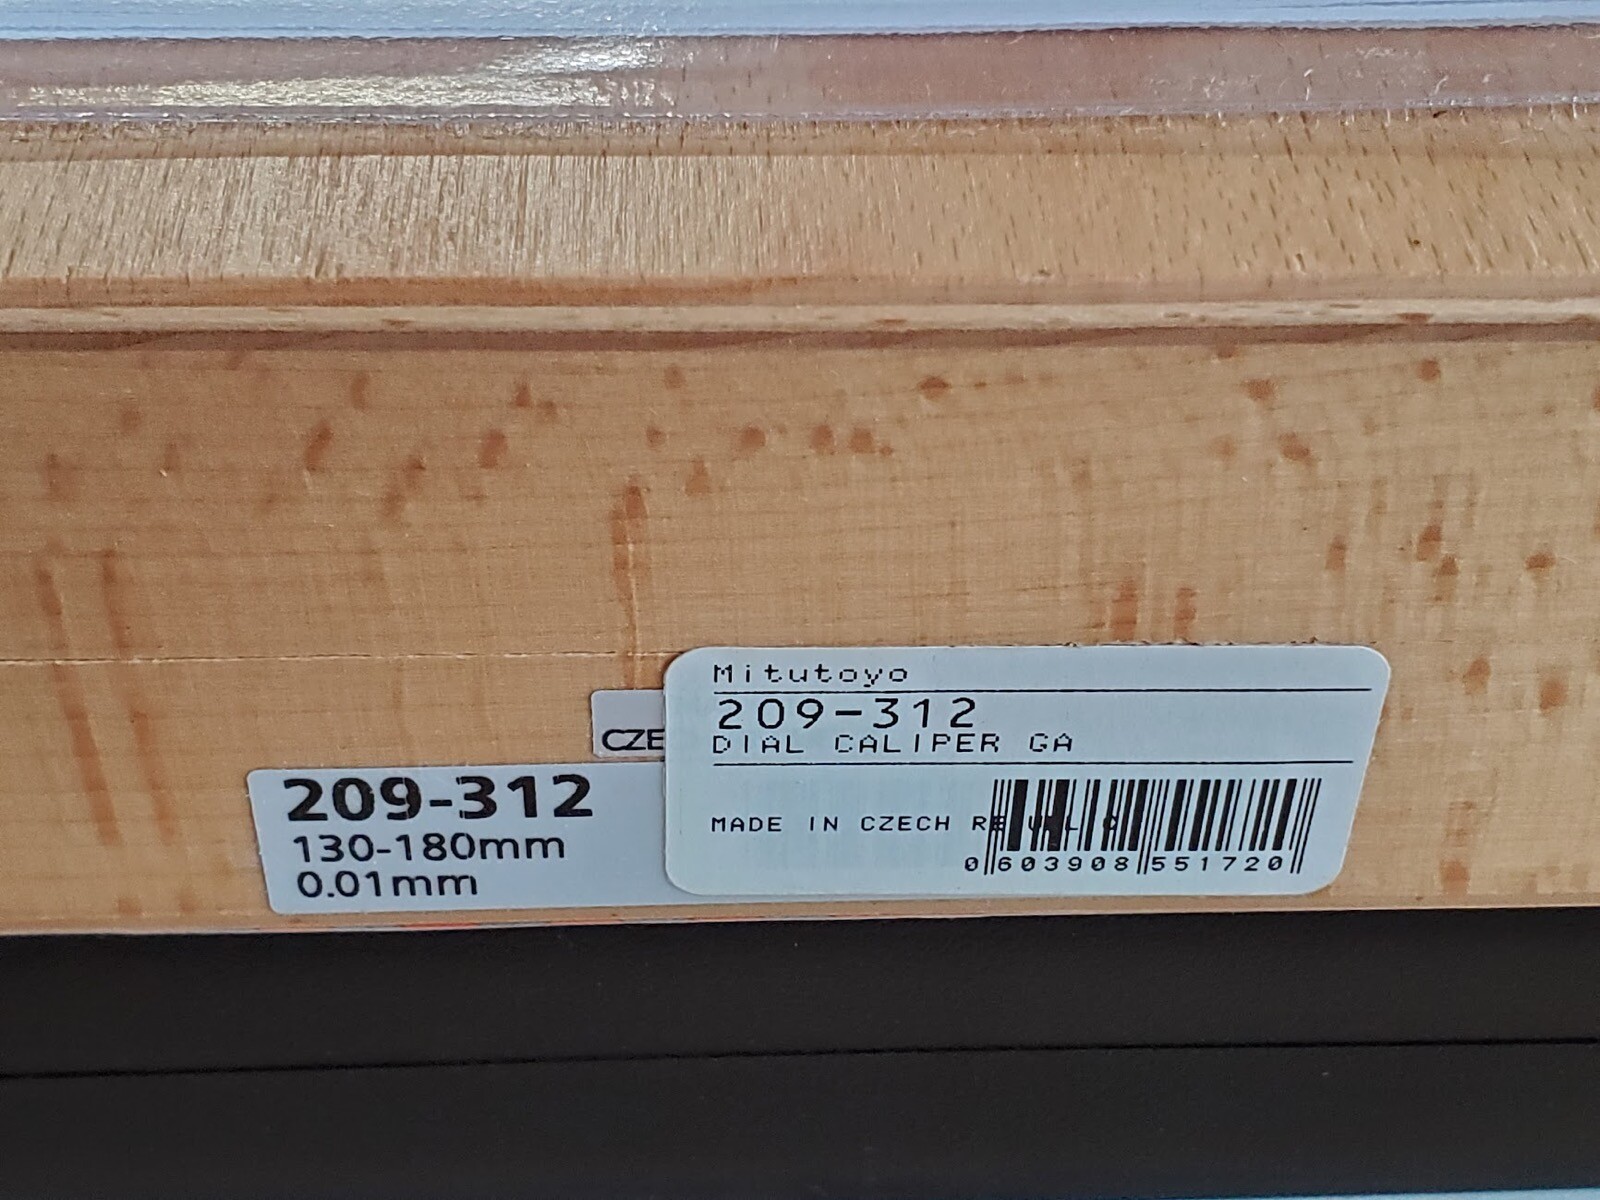 CZE
209-312
130-180mm
0.01mm
Mitutoyo
209-312
DIAL CALIPER GA
MADE IN CZECH
0 603908 551720